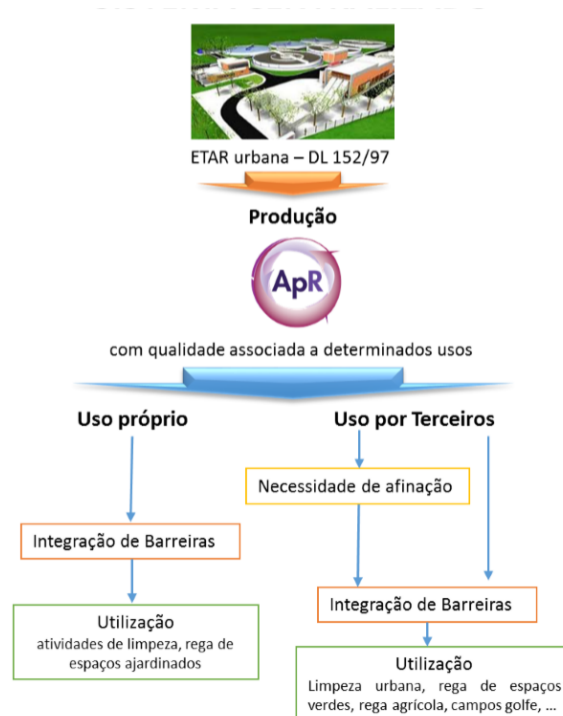 ETAR urbana – DL 152/97
Produção
ApR
com qualidade associada a determinados usos
Uso próprio
Uso por Terceiros
Necessidade de afinação
Integração de Barreiras
Integração de Barreiras
Utilização
atividades de limpeza, rega de
espaços ajardinados
Utilização
Limpeza urbana, rega de espaços
verdes, rega agrícola, campos golfe, ...